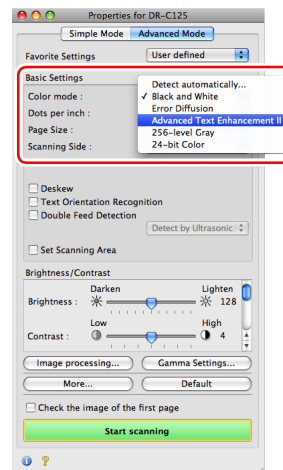 Properties for DR-C125
Simple Mode Advanced Mode
Favorite Settings User defined
Basic Settings
Detect automatically...
Color mode : ✓ Black and White
Error Diffusion
Dots per inch : Advanced Text Enhancement II
Page Size : 256-level Gray
Scanning Side : 24-bit Color
Deskew
Text Orientation Recognition
Double Feed Detection
Detect by Ultrasonic
Set Scanning Area
Brightness/Contrast
Darken Lighten
Brightness : 128
Low High
Contrast : 4
Image processing... Gamma Settings...
More... Default
Check the image of the first page
Start scanning